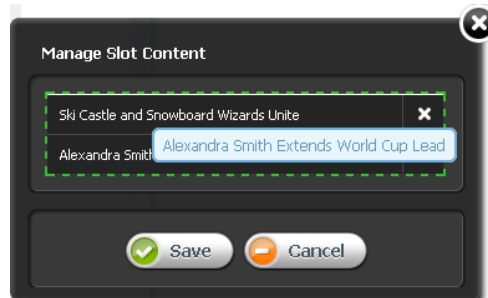 Manage Slot Content
Ski Castle and Snowboard Wizards Unite
Alexandra Smith
Alexandra Smith Extends World Cup Lead
Save
Cancel